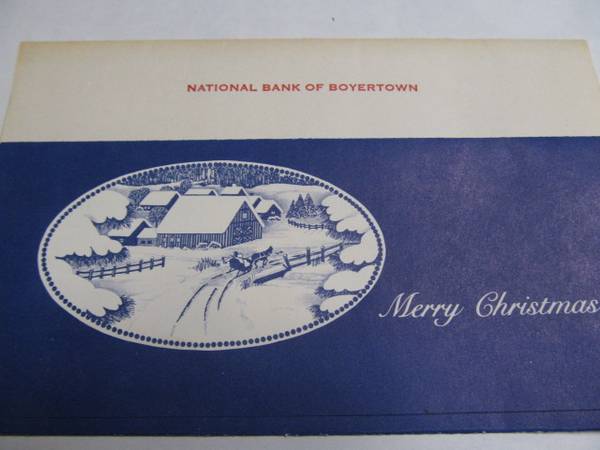 NATIONAL BANK OF BOYERTOWN
Merry Christmas